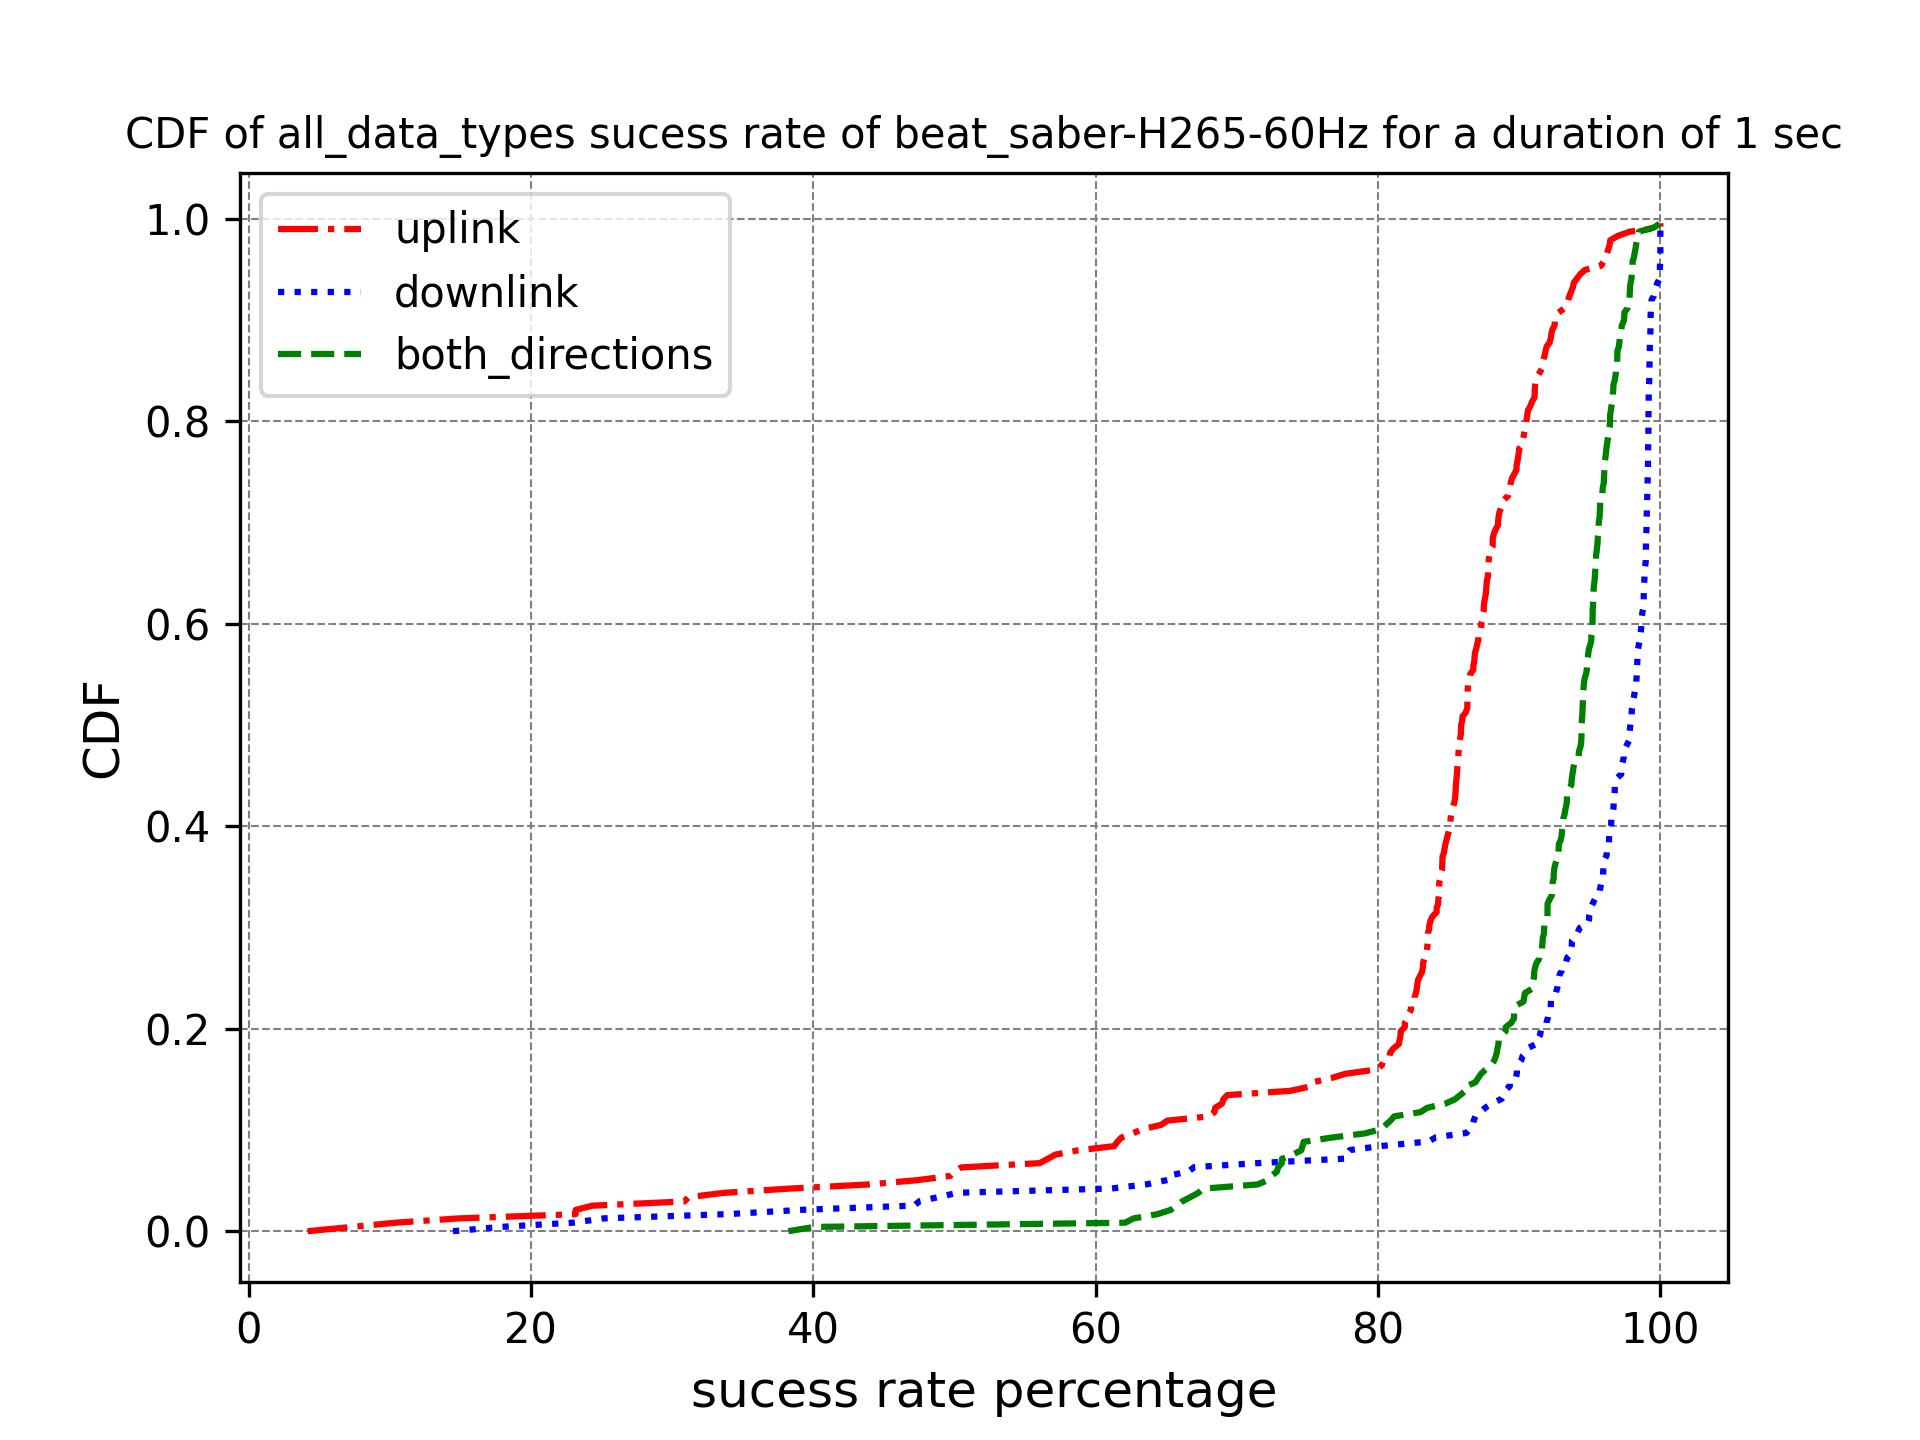 CDF of all_data_types sucess rate of beat_saber-H265-60Hz for a duration of 1 sec
uplink
downlink
both_directions
1.0
0.8
0.6
0.4
0.2
0.0
CDF
0 20 40 60 80 100
sucess rate percentage